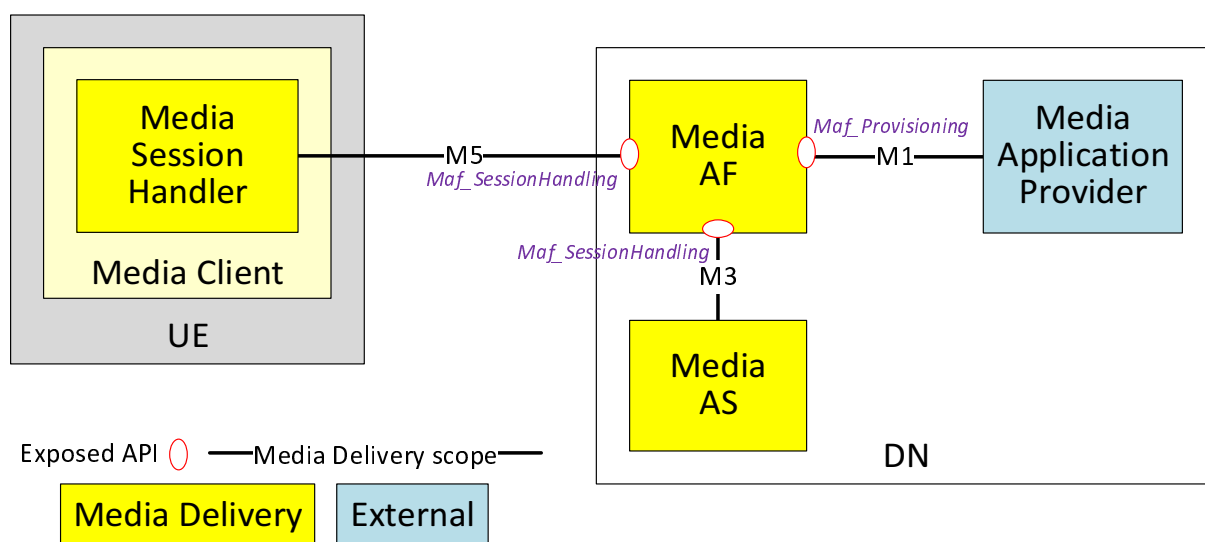 Media
Session
Handler
Media Client
UE
M5
Maf_SessionHandling
Media
AF
Maf_Provisioning
M1
Media
Application
Provider
Maf_SessionHandling
M3
Media
AS
DN
Exposed API
Media Delivery scope
Media Delivery
External